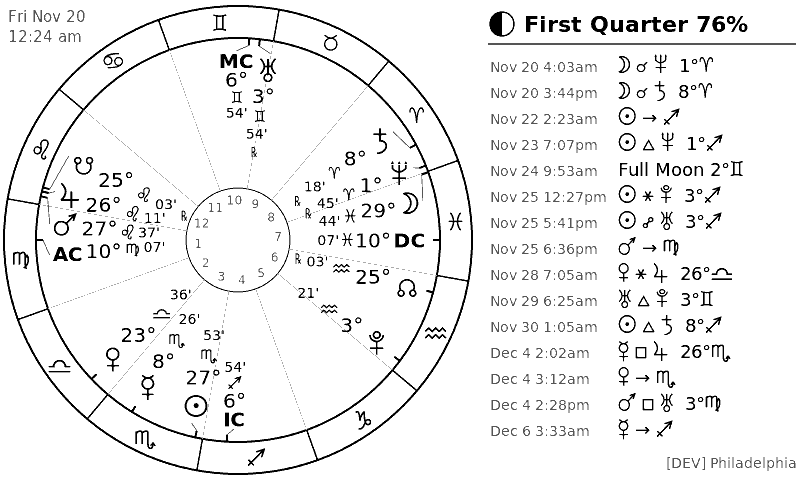 Fri Nov 20
12:24 am
First Quarter 76%
Nov 20 4:03am ☽ ☌ ♆ 1°♈
Nov 20 3:44pm ☽ ☌ ♄ 8°♈
Nov 22 2:23am ☉ → ♐
Nov 23 7:07pm ☉ △ ♆ 1°♐
Nov 24 9:53am Full Moon 2°♊
Nov 25 12:27pm ☉ ⚹ ⯓ 3°♐
Nov 25 5:41pm ☉ ☍ ♅ 3°♐
Nov 25 6:36pm ♂ → ♍
Nov 28 7:05am ♀ ⚹ ♃ 26°♎
Nov 29 6:25am ♅ △ ⯓ 3°♊
Nov 30 1:05am ☉ △ ♄ 8°♐
Dec 4 2:02am ☿ □ ♃ 26°♏
Dec 4 3:12am ♀ → ♏
Dec 4 2:28pm ♂ □ ♅ 3°♍
Dec 6 3:33am ☿ → ♐
[DEV] Philadelphia
♊
♉
♈
♓
♒
♑
♐
♏
♎
♍
♌
♋
MC 6° ♊ 54'
♅ 3° ♊ 54' ℞
♄ 8° ♈ 18' ℞
♆ 1° ♈ 45' ℞
☽ 29° ♓ 44'
DC 10° ♓ 07'
☊ 25° ♒ 03' ℞
⯓ 3° ♒ 21'
IC 6° ♐ 54'
☉ 27° ♏ 53'
☿ 8° ♏ 26'
♀ 23° ♎ 36'
AC 10° ♍ 07'
♂ 27° ♌ 37'
♃ 26° ♌ 11'
☋ 25° ♌ 03' ℞
1
2
3
4
5
6
7
8
9
10
11
12